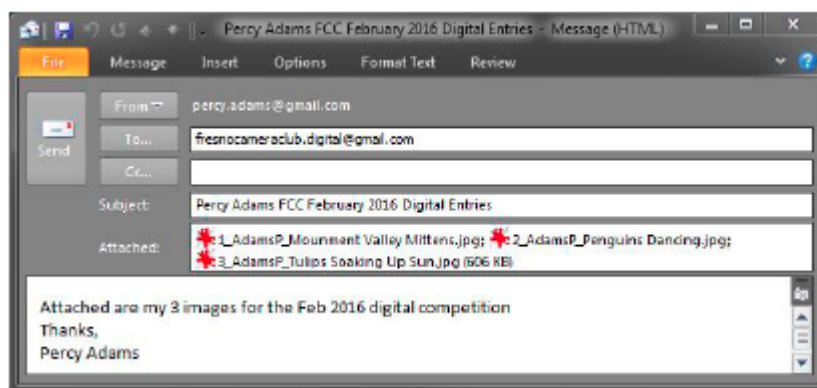 Percy Adams FCC February 2016 Digital Entries - Message (HTML)
File Message Insert Options Format Text Review
From percy.adams@gmail.com
Send
To... fresnocameraclub.digital@gmail.com
Cc...
Subject: Percy Adams FCC February 2016 Digital Entries
Attached: 1_AdamsP_Mounment Valley Mittens.jpg; 2_AdamsP_Penguins Dancing.jpg;
3_AdamsP_Tulips Soaking Up Sun.jpg (606 KB)
Attached are my 3 images for the Feb 2016 digital competition
Thanks,
Percy Adams